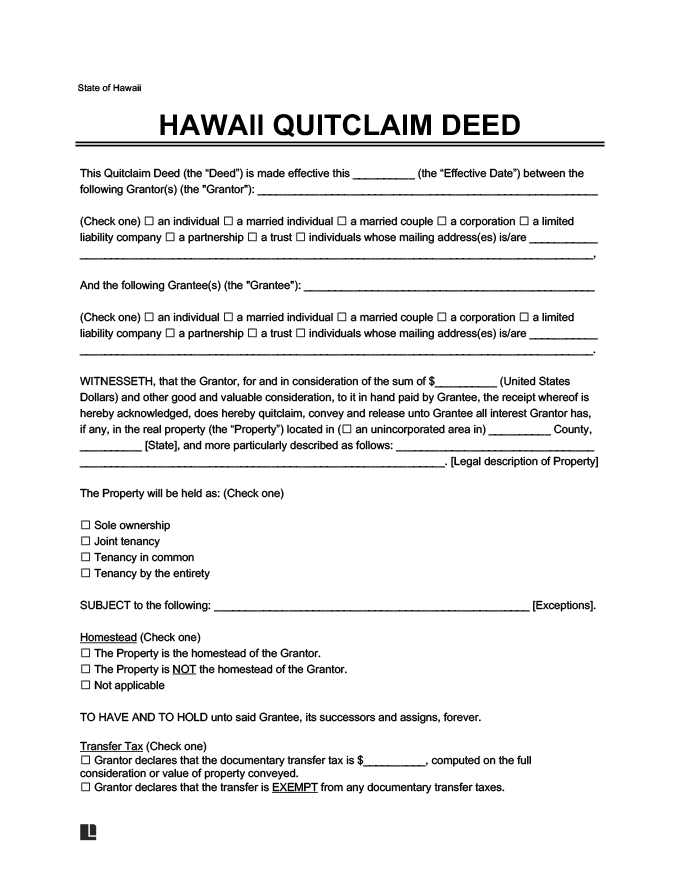 State of Hawaii
HAWAII QUITCLAIM DEED
This Quitclaim Deed (the “Deed”) is made effective this __________ (the “Effective Date”) between the
following Grantor(s) (the "Grantor"): ________________________________________________________
(Check one) ☐ an individual ☐ a married individual ☐ a married couple ☐ a corporation ☐ a limited
liability company ☐ a partnership ☐ a trust ☐ individuals whose mailing address(es) is/are ___________
____________________________________________________________________________________,
And the following Grantee(s) (the "Grantee"): ________________________________________________
(Check one) ☐ an individual ☐ a married individual ☐ a married couple ☐ a corporation ☐ a limited
liability company ☐ a partnership ☐ a trust ☐ individuals whose mailing address(es) is/are ___________
____________________________________________________________________________________.
WITNESSETH, that the Grantor, for and in consideration of the sum of $__________ (United States
Dollars) and other good and valuable consideration, to it in hand paid by Grantee, the receipt whereof is
hereby acknowledged, does hereby quitclaim, convey and release unto Grantee all interest Grantor has,
if any, in the real property (the “Property”) located in (☐ an unincorporated area in) __________ County,
__________ [State], and more particularly described as follows: ________________________________
____________________________________________________________. [Legal description of Property]
The Property will be held as: (Check one)
☐ Sole ownership
☐ Joint tenancy
☐ Tenancy in common
☐ Tenancy by the entirety
SUBJECT to the following: ____________________________________________________ [Exceptions].
Homestead (Check one)
☐ The Property is the homestead of the Grantor.
☐ The Property is NOT the homestead of the Grantor.
☐ Not applicable
TO HAVE AND TO HOLD unto said Grantee, its successors and assigns, forever.
Transfer Tax (Check one)
☐ Grantor declares that the documentary transfer tax is $__________, computed on the full
consideration or value of property conveyed.
☐ Grantor declares that the transfer is EXEMPT from any documentary transfer taxes.